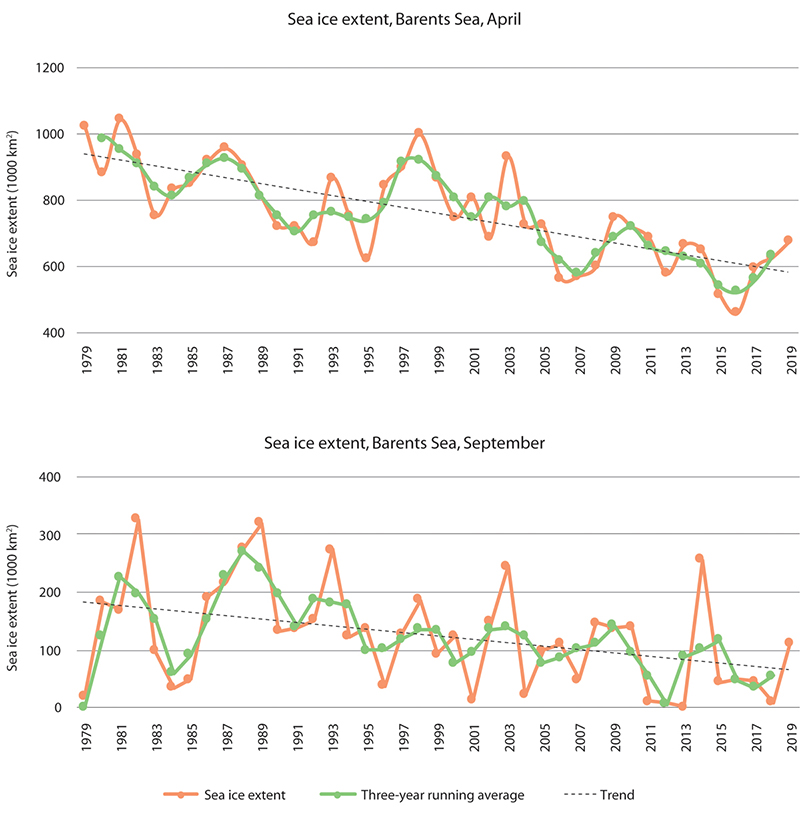 Sea ice extent, Barents Sea, April
Sea ice extent (1000 km²)
1200
1000
800
600
400
1979 1981 1983 1985 1987 1989 1991 1993 1995 1997 1999 2001 2003 2005 2007 2009 2011 2013 2015 2017 2019
Sea ice extent, Barents Sea, September
Sea ice extent (1000 km²)
400
300
200
100
0
1979 1981 1983 1985 1987 1989 1991 1993 1995 1997 1999 2001 2003 2005 2007 2009 2011 2013 2015 2017 2019
Sea ice extent Three-year running average Trend